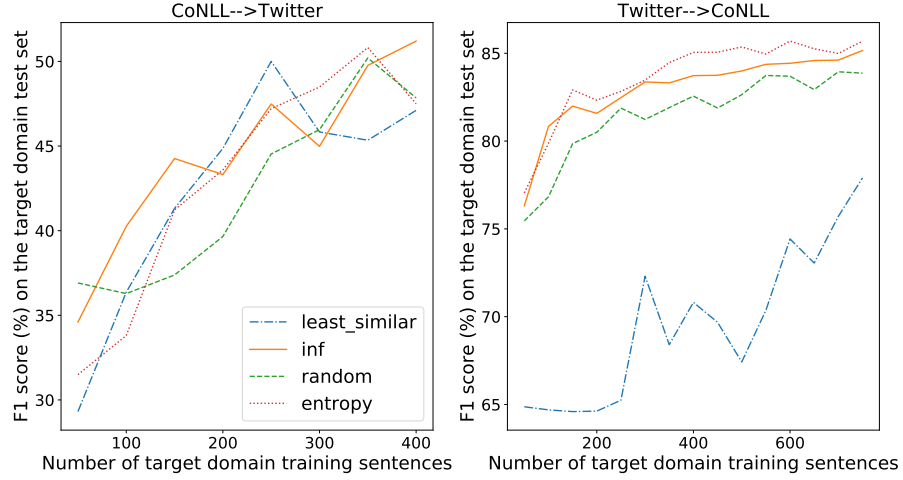 CoNLL-->Twitter
F1 score (%) on the target domain test set
50
45
40
35
30
least_similar
inf
random
entropy
100
200
300
400
Number of target domain training sentences
Twitter-->CoNLL
F1 score (%) on the target domain test set
85
80
75
70
65
200
400
600
Number of target domain training sentences